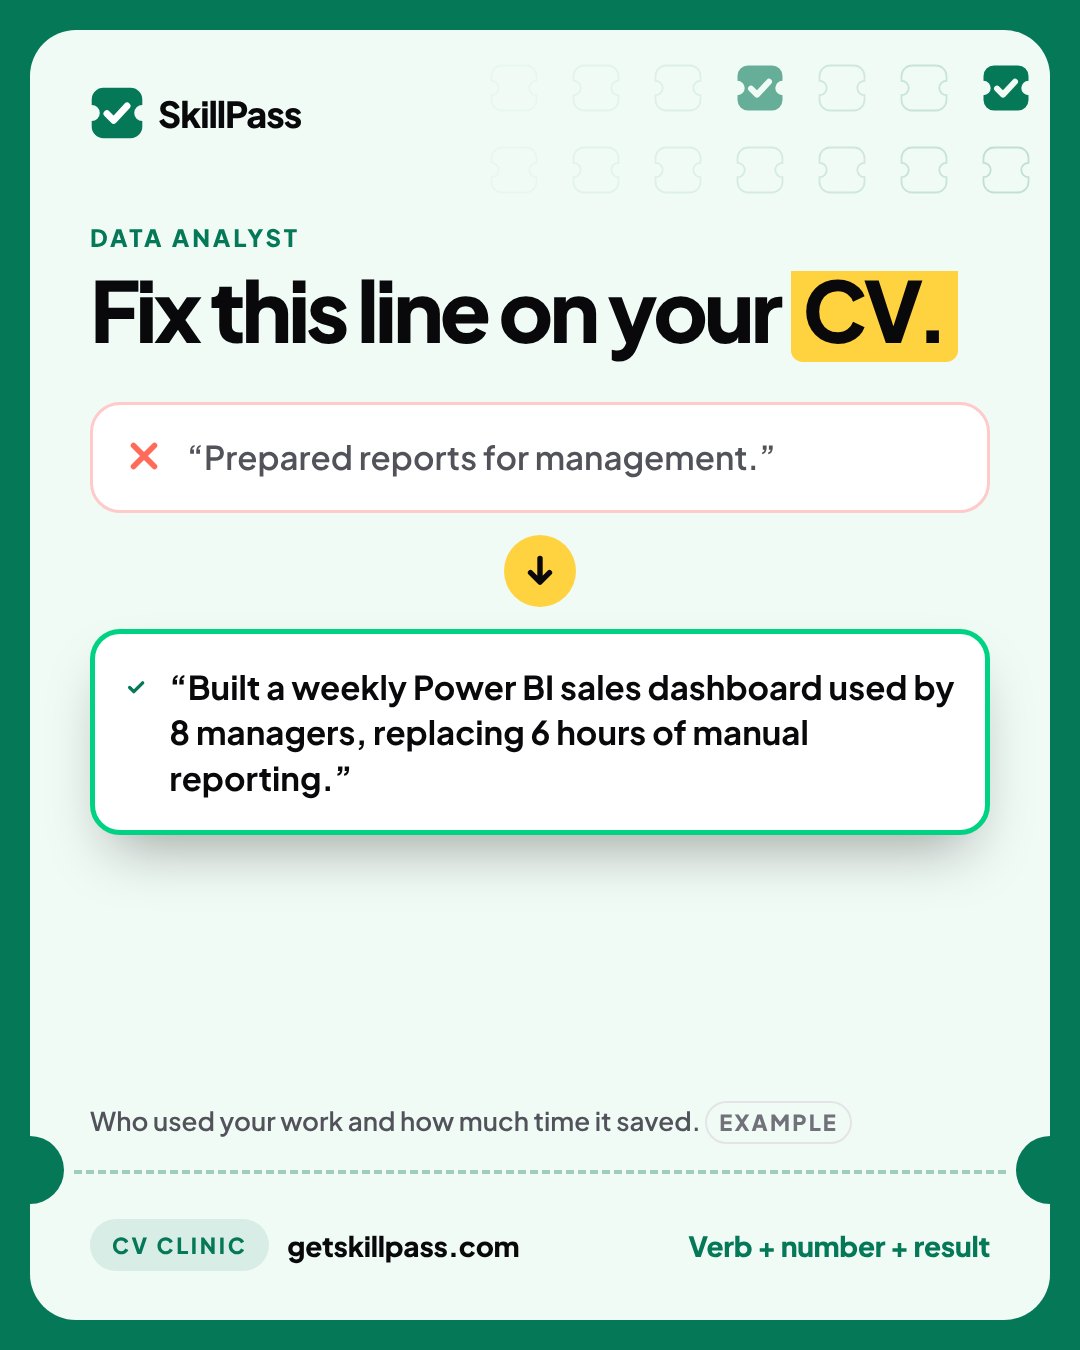 SkillPass
DATA ANALYST
Fix this line on your CV.
“Prepared reports for management.”
“Built a weekly Power BI sales dashboard used by
8 managers, replacing 6 hours of manual
reporting.”
Who used your work and how much time it saved. EXAMPLE
CV CLINIC getskillpass.com Verb + number + result